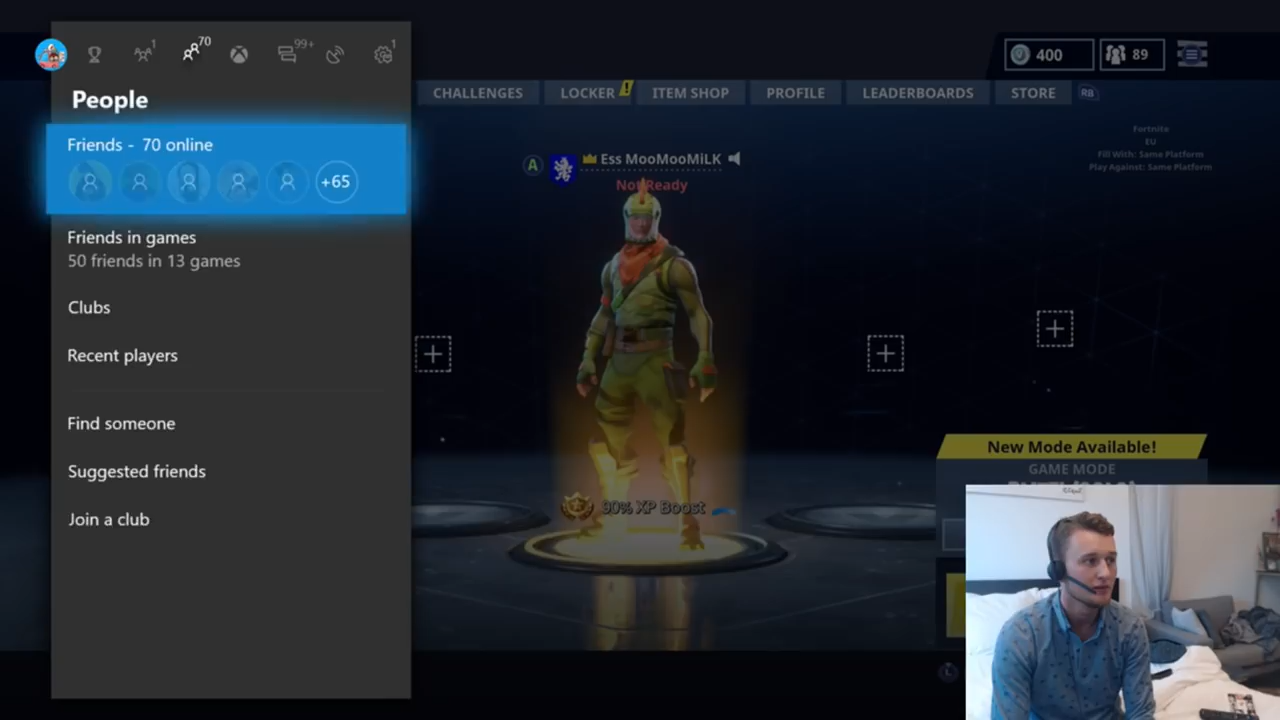 1
70
99+
1
People
Friends - 70 online
+65
Friends in games
50 friends in 13 games
Clubs
Recent players
Find someone
Suggested friends
Join a club
400
89
CHALLENGES
LOCKER
!
ITEM SHOP
PROFILE
LEADERBOARDS
STORE
RB
Fortnite
EU
Fill With: Same Platform
Play Against: Same Platform
A
Ess MooMooMiLK
Not Ready
90% XP Boost
New Mode Available!
GAME MODE
L